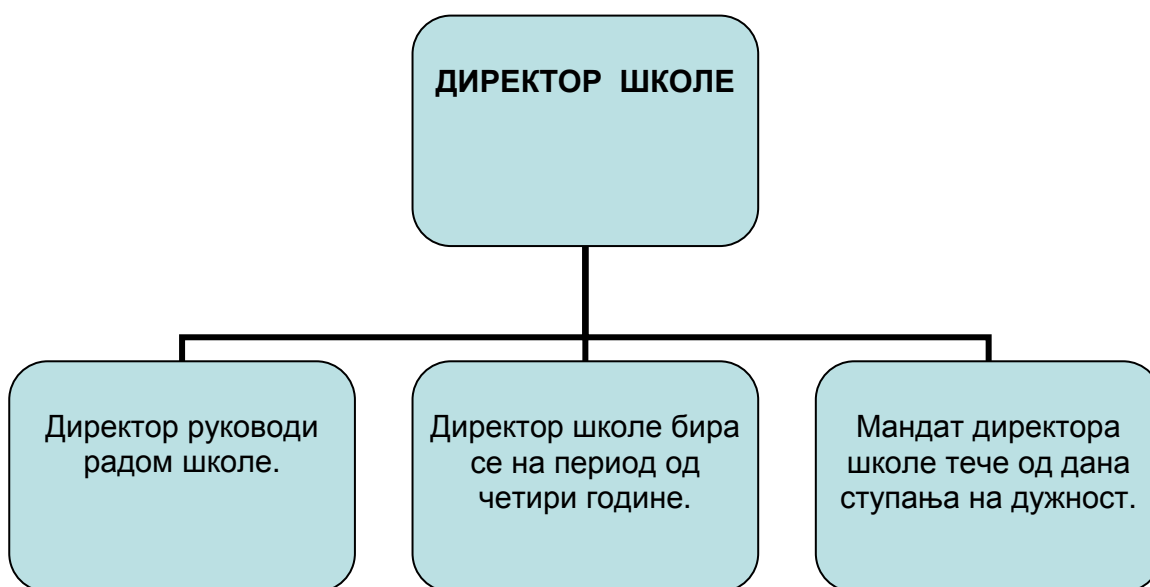 ДИРЕКТОР ШКОЛЕ
Директор руководи
радом школе.
Директор школе бира
се на период од
четири године.
Мандат директора
школе тече од дана
ступања на дужност.